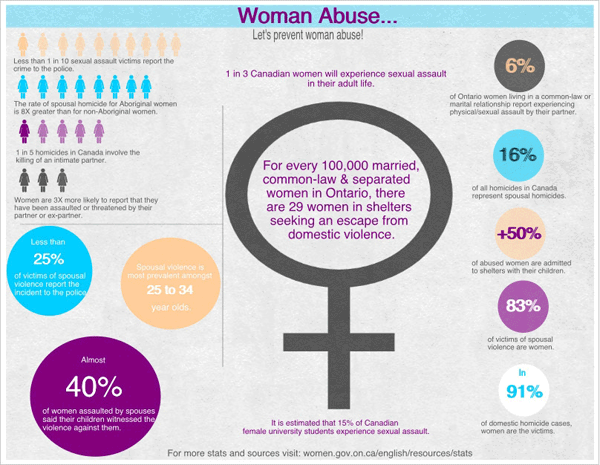 Woman Abuse...
Let's prevent woman abuse!
Less than 1 in 10 sexual assault victims report the
crime to the police.
The rate of spousal homicide for Aboriginal women
is 8X greater than for non-Aboriginal women.
1 in 5 homicides in Canada involve the
killing of an intimate partner.
Women are 3X more likely to report that they
have been assaulted or threatened by their
partner or ex-partner.
Less than
25%
of victims of spousal
violence report the
incident to the police
Spousal violence is
most prevalent amongst
25 to 34
year olds.
Almost
40%
of women assaulted by spouses
said their children witnessed the
violence against them.
1 in 3 Canadian women will experience sexual assault
in their adult life.
For every 100,000 married,
common-law & separated
women in Ontario, there
are 29 women in shelters
seeking an escape from
domestic violence.
It is estimated that 15% of Canadian
female university students experience sexual assault.
6%
of Ontario women living in a common-law or
marital relationship report experiencing
physical/sexual assault by their partner.
16%
of all homicides in Canada
represent spousal homicides.
+50%
of abused women are admitted
to shelters with their children.
83%
of victims of spousal
violence are women.
In
91%
of domestic homicide cases,
women are the victims.
For more stats and sources visit: women.gov.on.ca/english/resources/stats